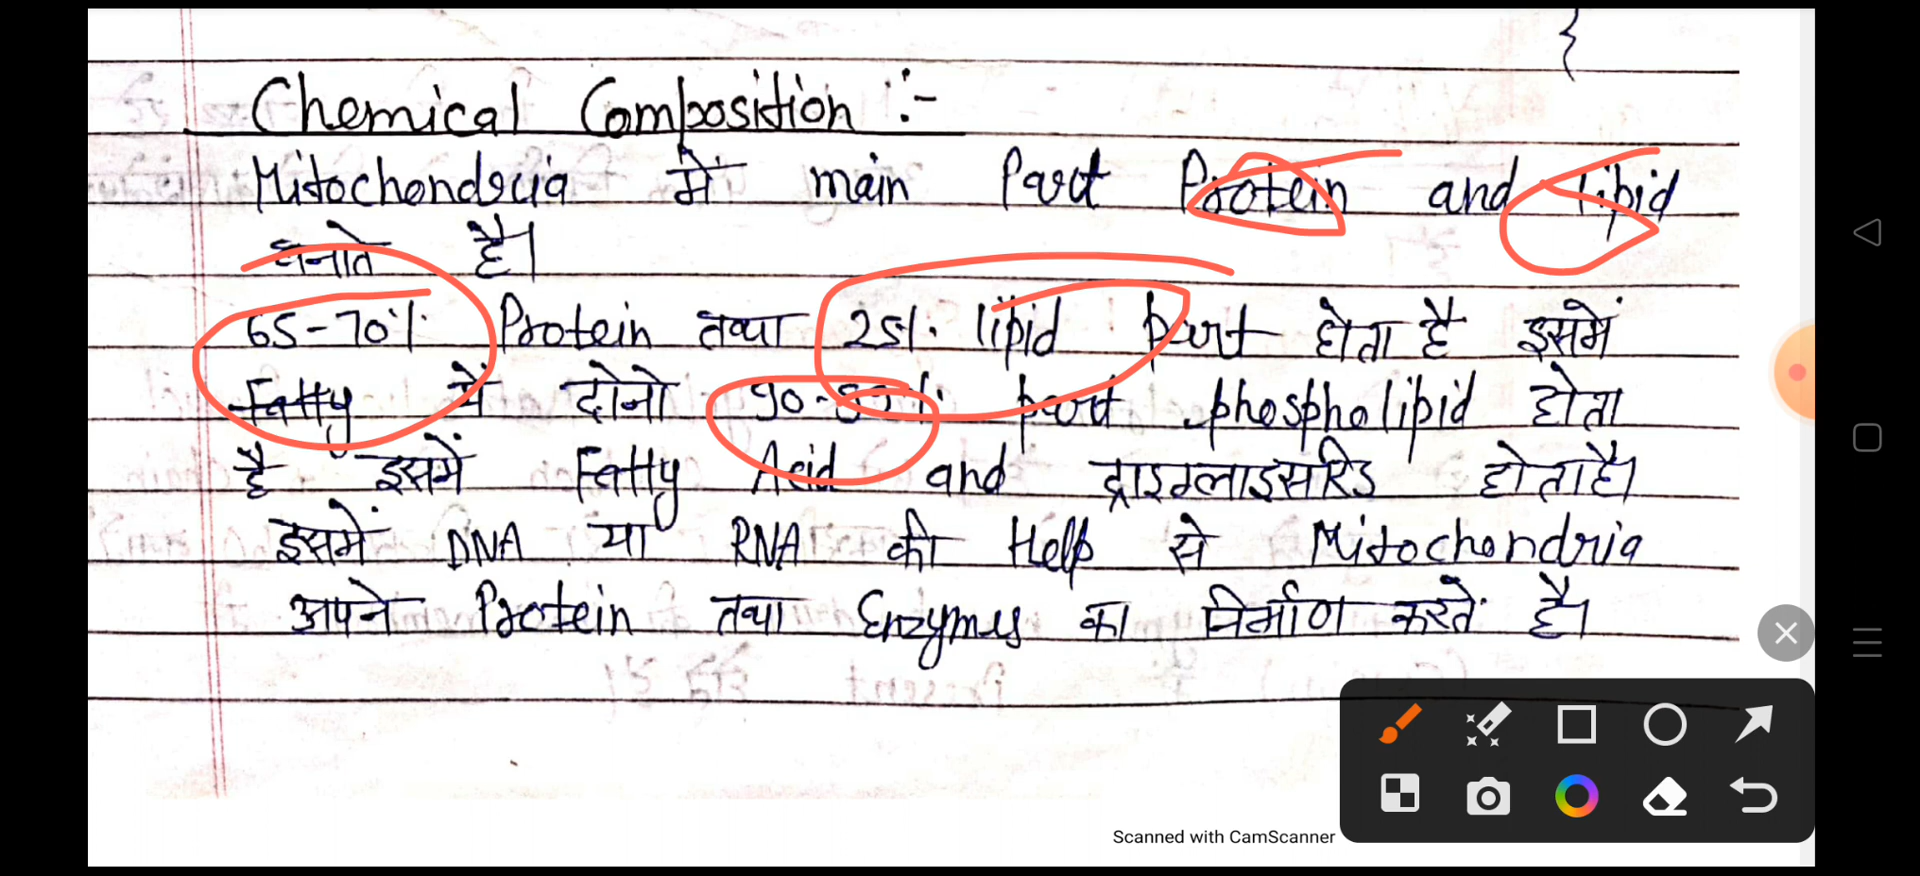 Chemical Composition :-
Mitochondria में main Part Protein and lipid
बनाते है।
65-70% Protein तथा 25% lipid Part होता है इसमें
Fatty में दोनो 90- part phospholipid होता
है इसमें Fatty Acid and ट्राइग्लाइसरिड होता है।
इसमें DNA या RNA की Help से Mitochondria
अपने Protein तथा Enzymes का निर्माण करते है।
Scanned with CamScanner